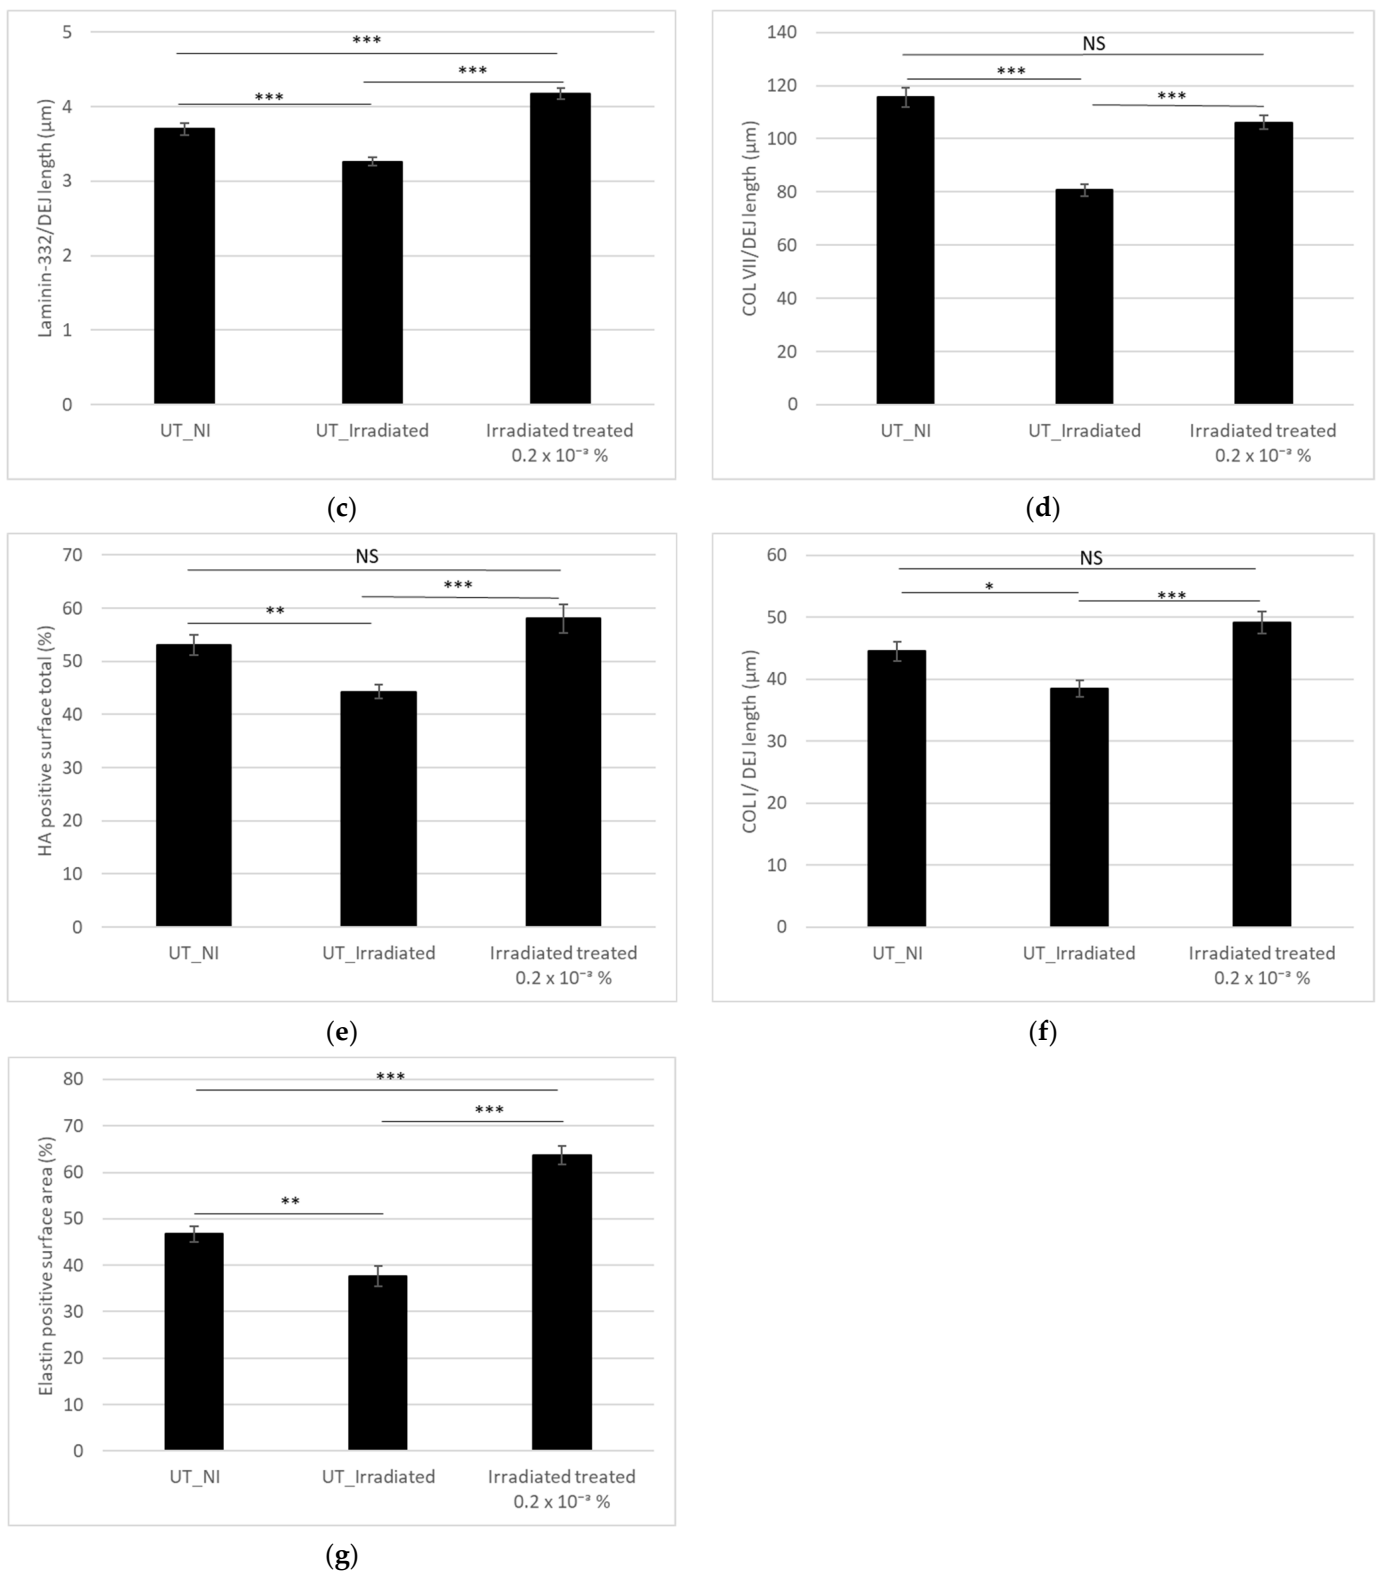 5
4
3
2
1
0
Laminin-332/DEJ length (µm)
***
***
***
UT_NI
UT_Irradiated
Irradiated treated
0.2 x 10⁻³ %
(c)
140
120
100
80
60
40
20
0
COL VII/DEJ length (µm)
NS
***
***
UT_NI
UT_Irradiated
Irradiated treated
0.2 x 10⁻³ %
(d)
70
60
50
40
30
20
10
0
HA positive surface total (%)
NS
***
**
UT_NI
UT_Irradiated
Irradiated treated
0.2 x 10⁻³ %
(e)
60
50
40
30
20
10
0
COL I/ DEJ length (µm)
NS
*
***
UT_NI
UT_Irradiated
Irradiated treated
0.2 x 10⁻³ %
(f)
80
70
60
50
40
30
20
10
0
Elastin positive surface area (%)
***
***
**
UT_NI
UT_Irradiated
Irradiated treated
0.2 x 10⁻³ %
(g)